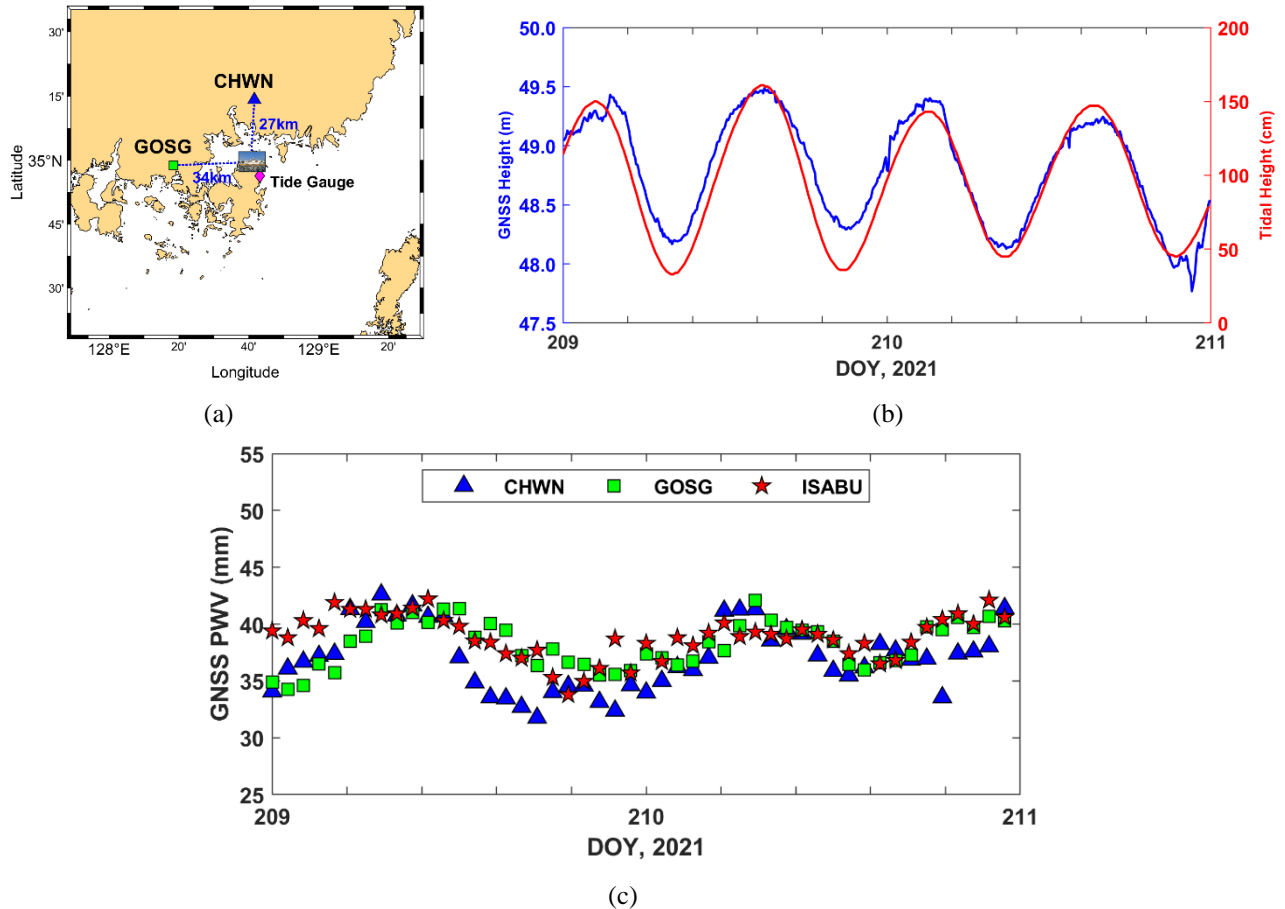 30'
CHWN
15'
27km
GOSG
35°N
34km
Tide Gauge
45'
30'
128°E 20' 40' 129°E 20'
Latitude
Longitude
(a)
50.0
49.5
49.0
48.5
48.0
47.5
GNSS Height (m)
200
150
100
50
0
Tidal Height (cm)
209 210 211
DOY, 2021
(b)
55
50
45
40
35
30
25
GNSS PWV (mm)
CHWN GOSG ISABU
209 210 211
DOY, 2021
(c)